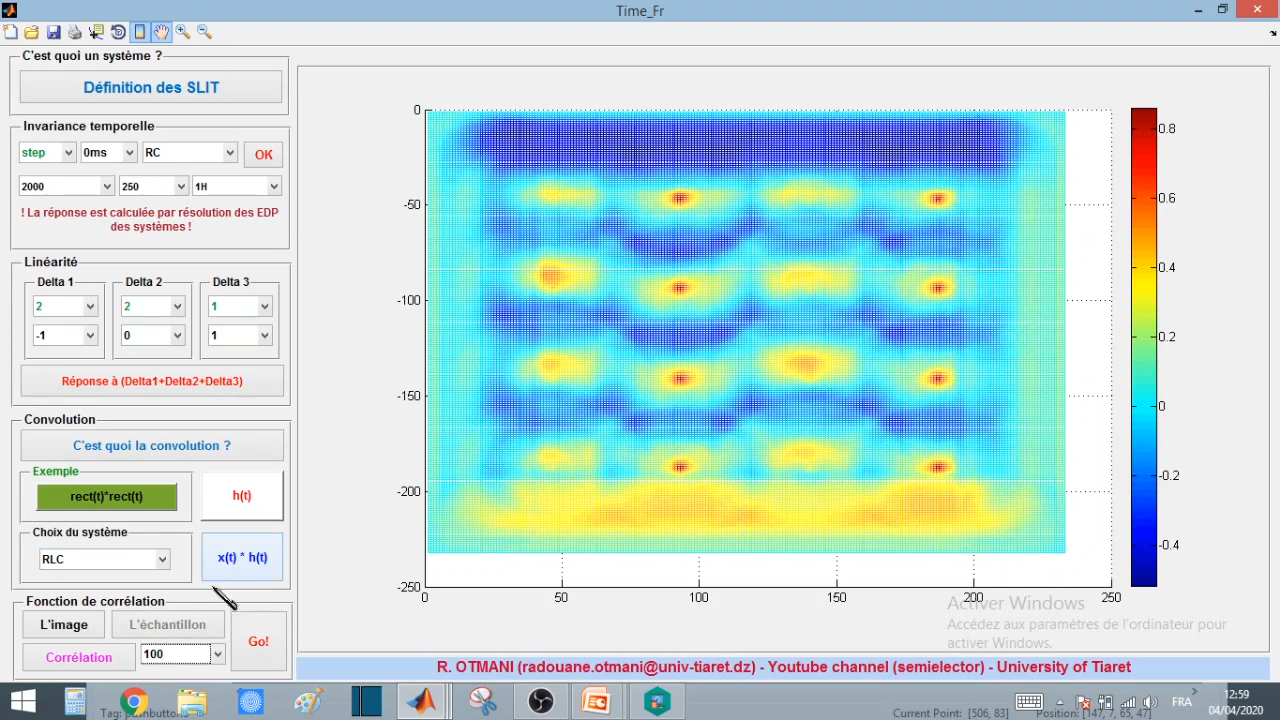 Time_Fr
C'est quoi un système ?
Définition des SLIT
Invariance temporelle
step 0ms RC OK
2000 250 1H
! La réponse est calculée par résolution des EDP
des systèmes !
Linéarité
Delta 1 Delta 2 Delta 3
2 2 1
-1 0 1
Réponse à (Delta1+Delta2+Delta3)
Convolution
C'est quoi la convolution ?
Exemple
rect(t)*rect(t)
h(t)
Choix du système
RLC
x(t) * h(t)
Fonction de corrélation
L'image L'échantillon
Go!
Corrélation 100
0
-50
-100
-150
-200
-250
0 50 100 150 200 250
0.8
0.6
0.4
0.2
0
-0.2
-0.4
Activer Windows
Accédez aux paramètres de l'ordinateur pour
activer Windows.
R. OTMANI (radouane.otmani@univ-tiaret.dz) - Youtube channel (semielector) - University of Tiaret
FRA
12:59
04/04/2020
Tag: pushbutton
Current Point: [506, 83] Position: [147, 7, 65, 47]